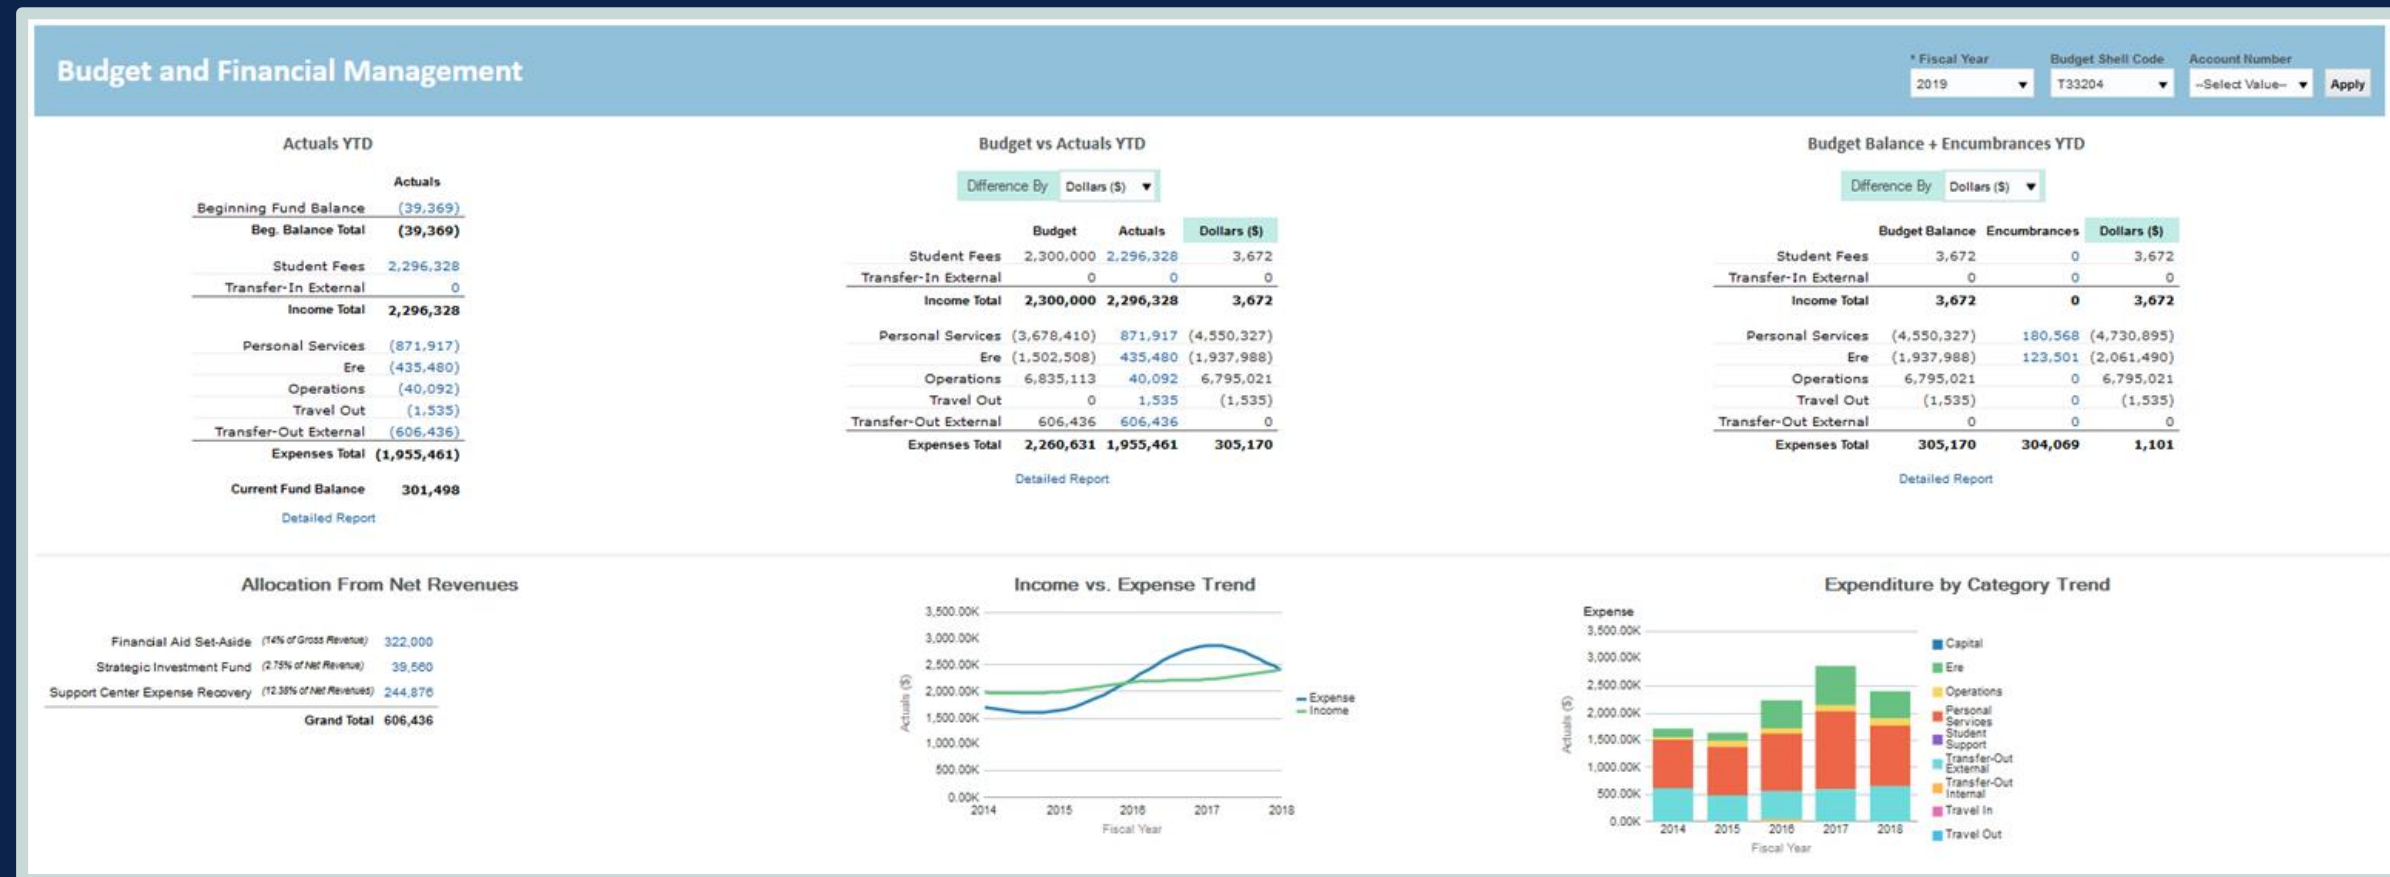 Budget and Financial Management
* Fiscal Year Budget Shell Code Account Number
2019 T33204 --Select Value-- Apply
Actuals YTD
Actuals
Beginning Fund Balance (39,369)
Beg. Balance Total (39,369)
Student Fees 2,296,328
Transfer-In External 0
Income Total 2,296,328
Personal Services (871,917)
Ere (435,480)
Operations (40,092)
Travel Out (1,535)
Transfer-Out External (606,436)
Expenses Total (1,955,461)
Current Fund Balance 301,498
Detailed Report
Budget vs Actuals YTD
Difference By Dollars ($)
Budget Actuals Dollars ($)
Student Fees 2,300,000 2,296,328 3,672
Transfer-In External 0 0 0
Income Total 2,300,000 2,296,328 3,672
Personal Services (3,678,410) 871,917 (4,550,327)
Ere (1,502,508) 435,480 (1,937,988)
Operations 6,835,113 40,092 6,795,021
Travel Out 0 1,535 (1,535)
Transfer-Out External 606,436 606,436 0
Expenses Total 2,260,631 1,955,461 305,170
Detailed Report
Budget Balance + Encumbrances YTD
Difference By Dollars ($)
Budget Balance Encumbrances Dollars ($)
Student Fees 3,672 0 3,672
Transfer-In External 0 0 0
Income Total 3,672 0 3,672
Personal Services (4,550,327) 180,568 (4,730,895)
Ere (1,937,988) 123,501 (2,061,490)
Operations 6,795,021 0 6,795,021
Travel Out (1,535) 0 (1,535)
Transfer-Out External 0 0 0
Expenses Total 305,170 304,069 1,101
Detailed Report
Allocation From Net Revenues
Financial Aid Set-Aside (14% of Gross Revenue) 322,000
Strategic Investment Fund (2.75% of Net Revenue) 39,560
Support Center Expense Recovery (12.38% of Net Revenues) 244,876
Grand Total 606,436
Income vs. Expense Trend
3,500.00K
3,000.00K
2,500.00K
2,000.00K
1,500.00K
1,000.00K
500.00K
0.00K
Actuals ($)
2014 2015 2016 2017 2018
Fiscal Year
Expense
Income
Expenditure by Category Trend
Expense
3,500.00K
3,000.00K
2,500.00K
2,000.00K
1,500.00K
1,000.00K
500.00K
0.00K
Actuals ($)
2014 2015 2016 2017 2018
Fiscal Year
Capital
Ere
Operations
Personal
Services
Student
Support
Transfer-Out
External
Transfer-Out
Internal
Travel In
Travel Out